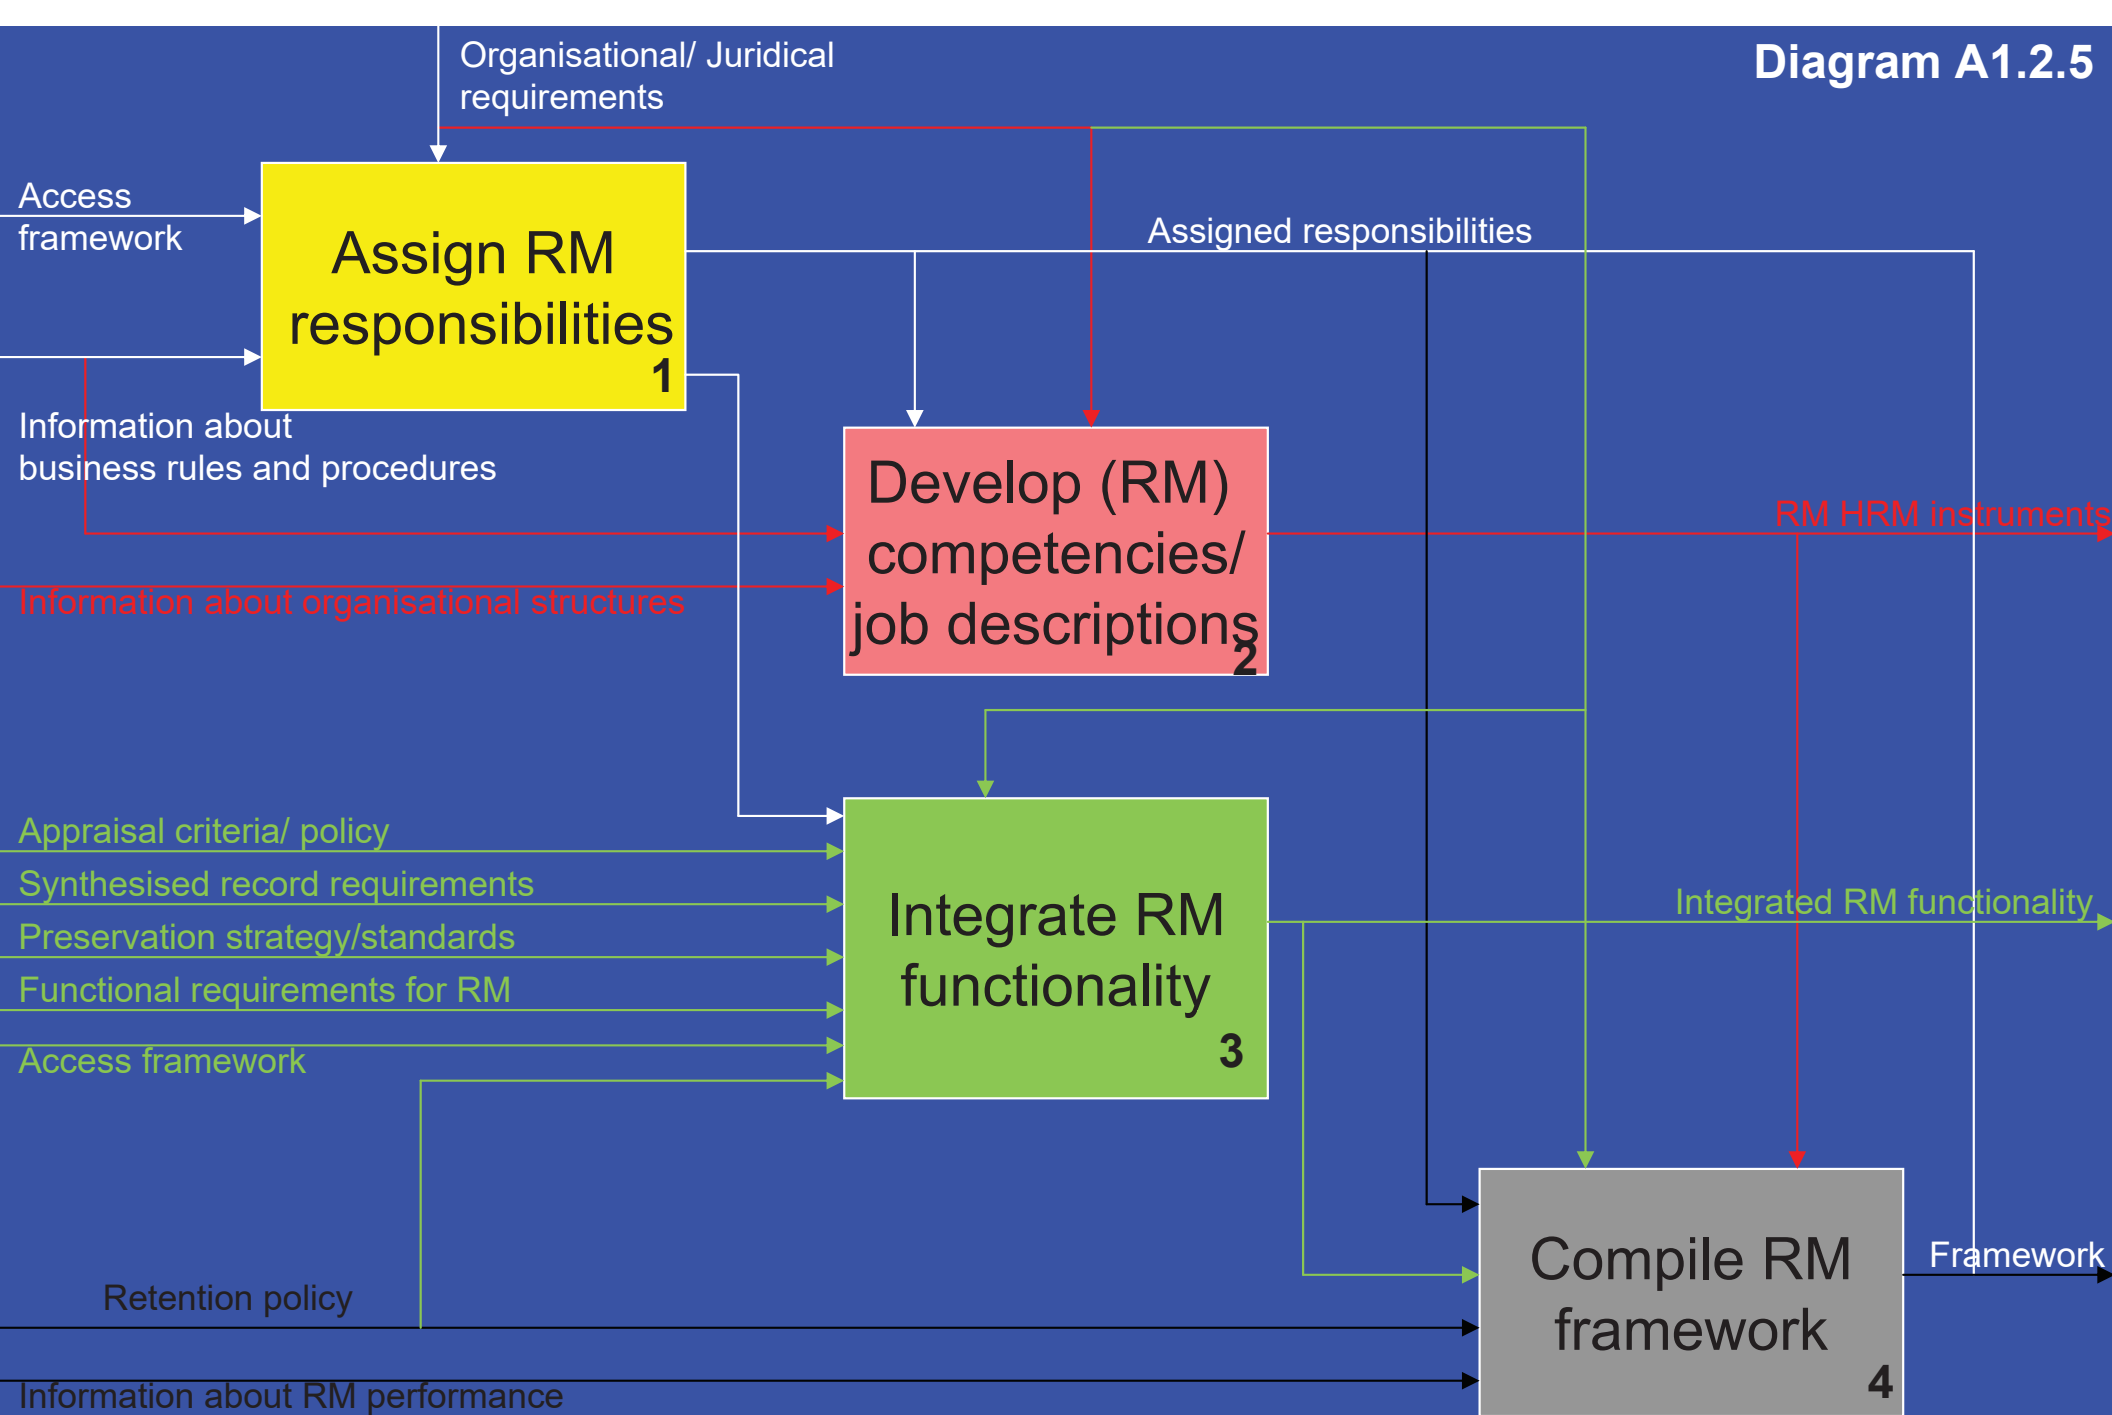 Organisational/ Juridical
requirements
Diagram A1.2.5
Access
framework
Assign RM
responsibilities
1
Assigned responsibilities
Information about
business rules and procedures
Develop (RM)
competencies/
job descriptions
2
RM HRM instruments
Information about organisational structures
Appraisal criteria/ policy
Synthesised record requirements
Preservation strategy/standards
Functional requirements for RM
Access framework
Integrate RM
functionality
3
Integrated RM functionality
Retention policy
Information about RM performance
Compile RM
framework
4
Framework